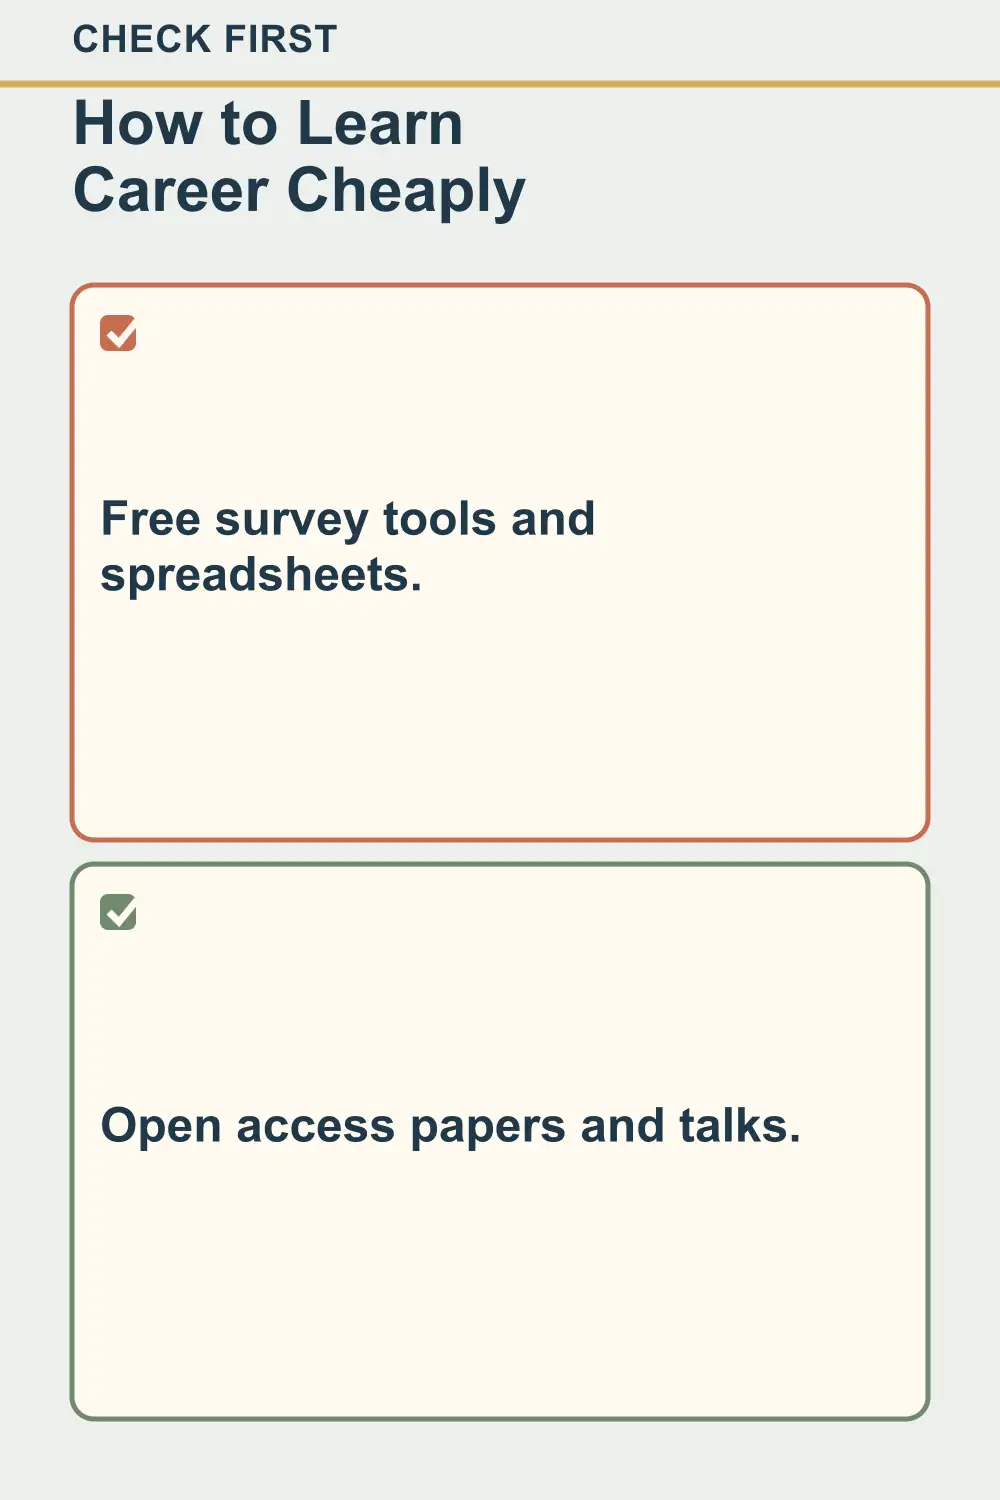 CHECK FIRST
How to Learn
Career Cheaply
Free survey tools and
spreadsheets.
Open access papers and talks.